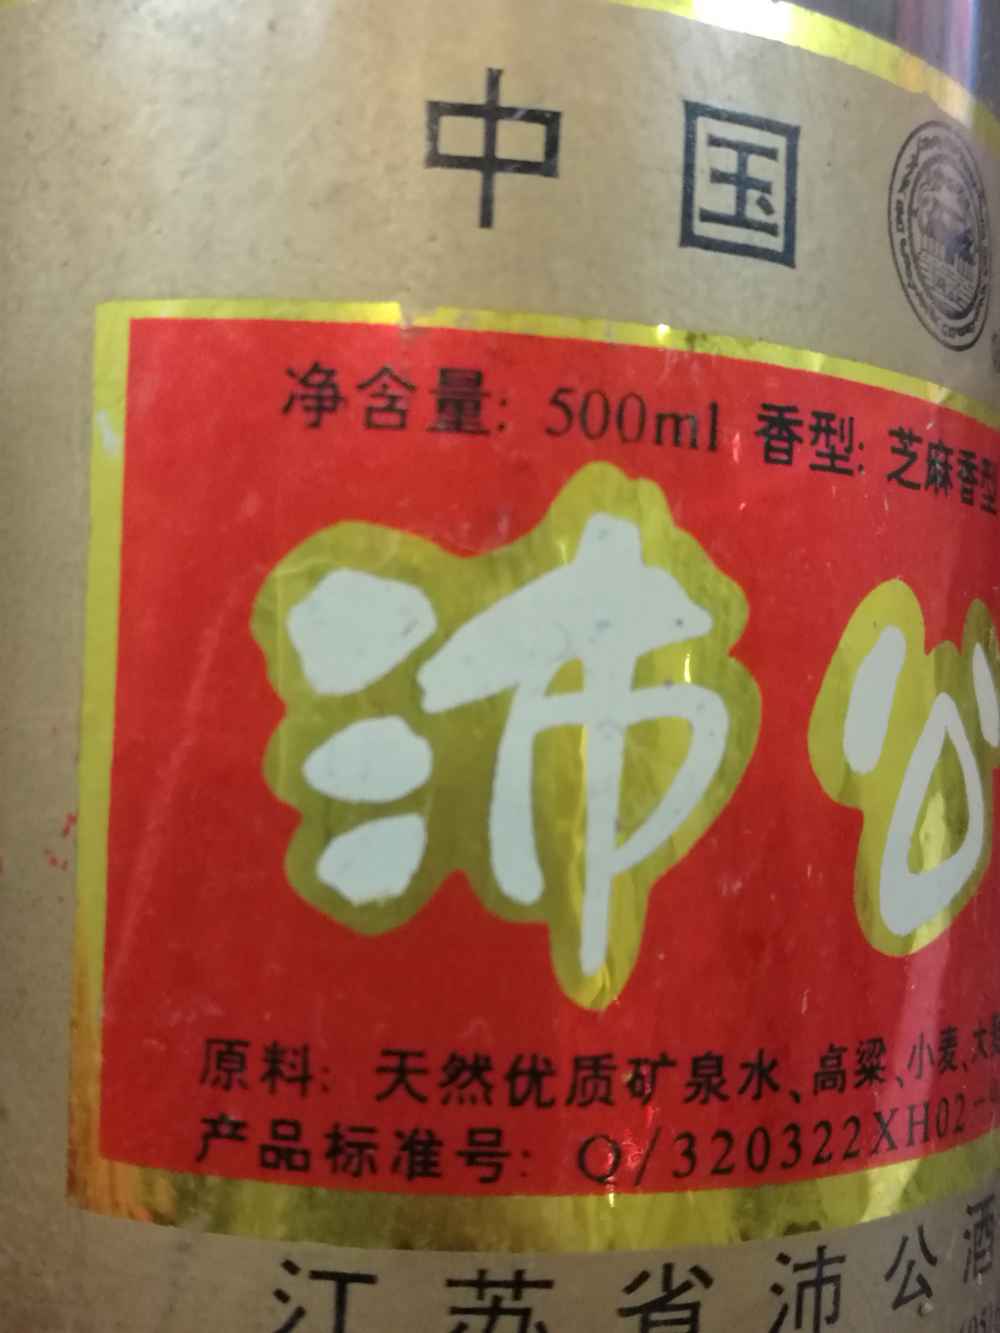 中国
净含量: 500ml 香型: 芝麻香型
沛公
原料: 天然优质矿泉水、高粱、小麦、大
产品标准号: Q/320322XH02-
江苏省沛公酒